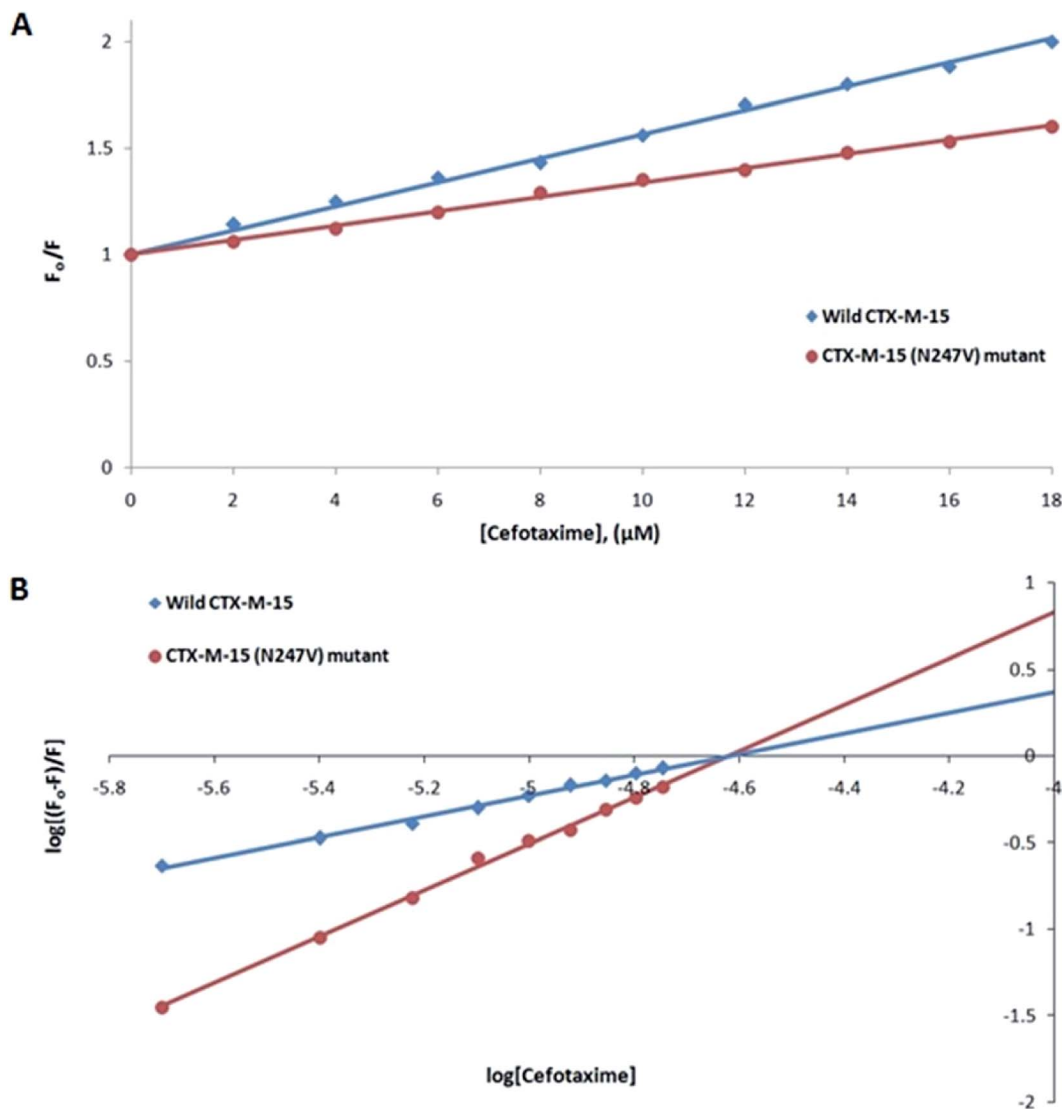 A
2
1.5
1
0.5
0
Fo/F
0 2 4 6 8 10 12 14 16 18
[Cefotaxime], (µM)
Wild CTX-M-15
CTX-M-15 (N247V) mutant
B
Wild CTX-M-15
CTX-M-15 (N247V) mutant
1
0.5
0
-5.8 -5.6 -5.4 -5.2 -5 -4.8 -4.6 -4.4 -4.2 -4
-0.5
-1
-1.5
-2
log[(Fo-F)/F]
log[Cefotaxime]